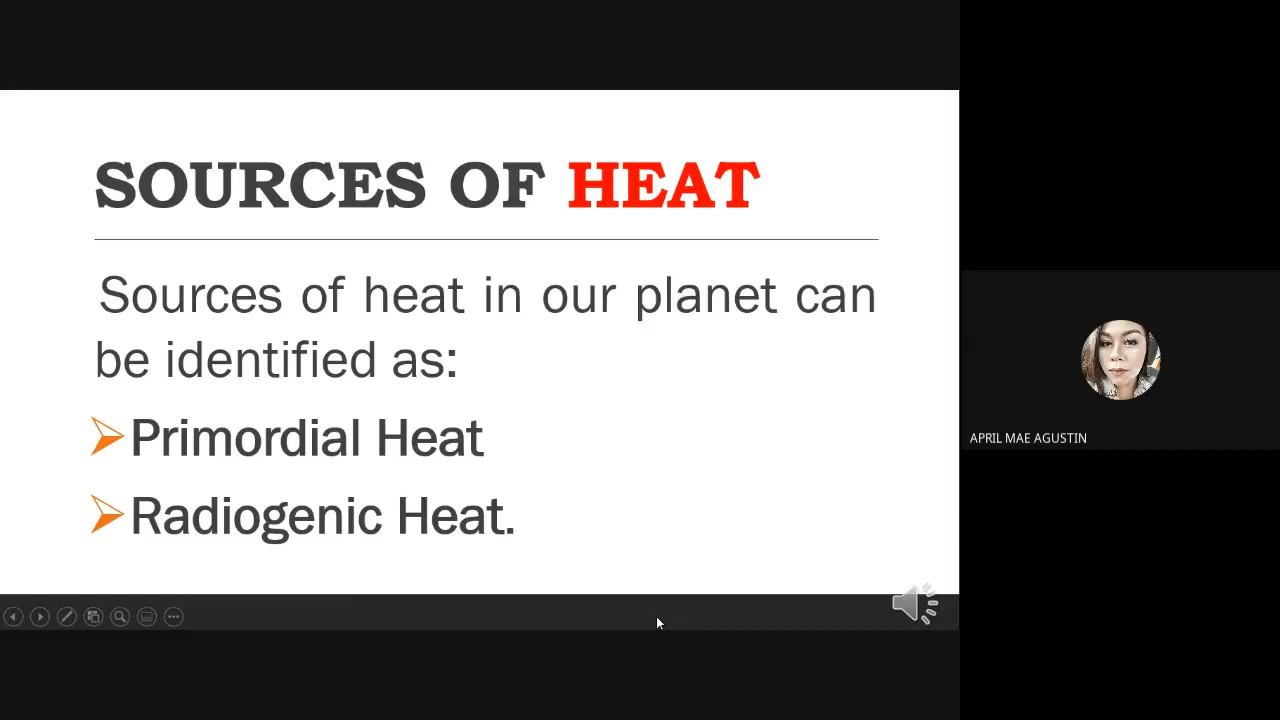 SOURCES OF HEAT
Sources of heat in our planet can
be identified as:
Primordial Heat
Radiogenic Heat.
APRIL MAE AGUSTIN